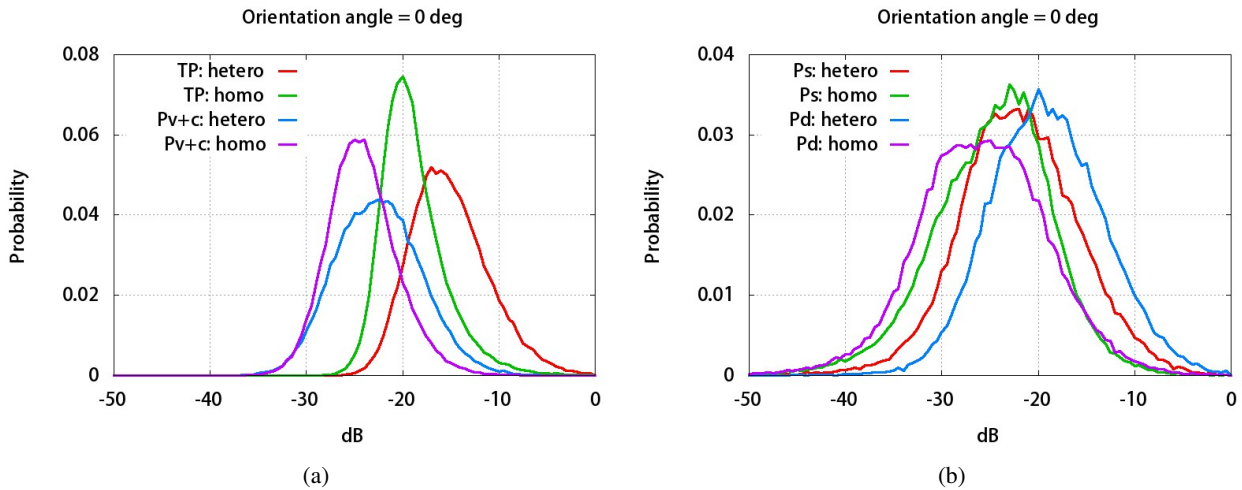 Orientation angle = 0 deg
0.08
0.06
0.04
0.02
0
Probability
TP: hetero
TP: homo
Pv+c: hetero
Pv+c: homo
-50
-40
-30
-20
-10
0
dB
(a)
Orientation angle = 0 deg
0.04
0.03
0.02
0.01
0
Probability
Ps: hetero
Ps: homo
Pd: hetero
Pd: homo
-50
-40
-30
-20
-10
0
dB
(b)